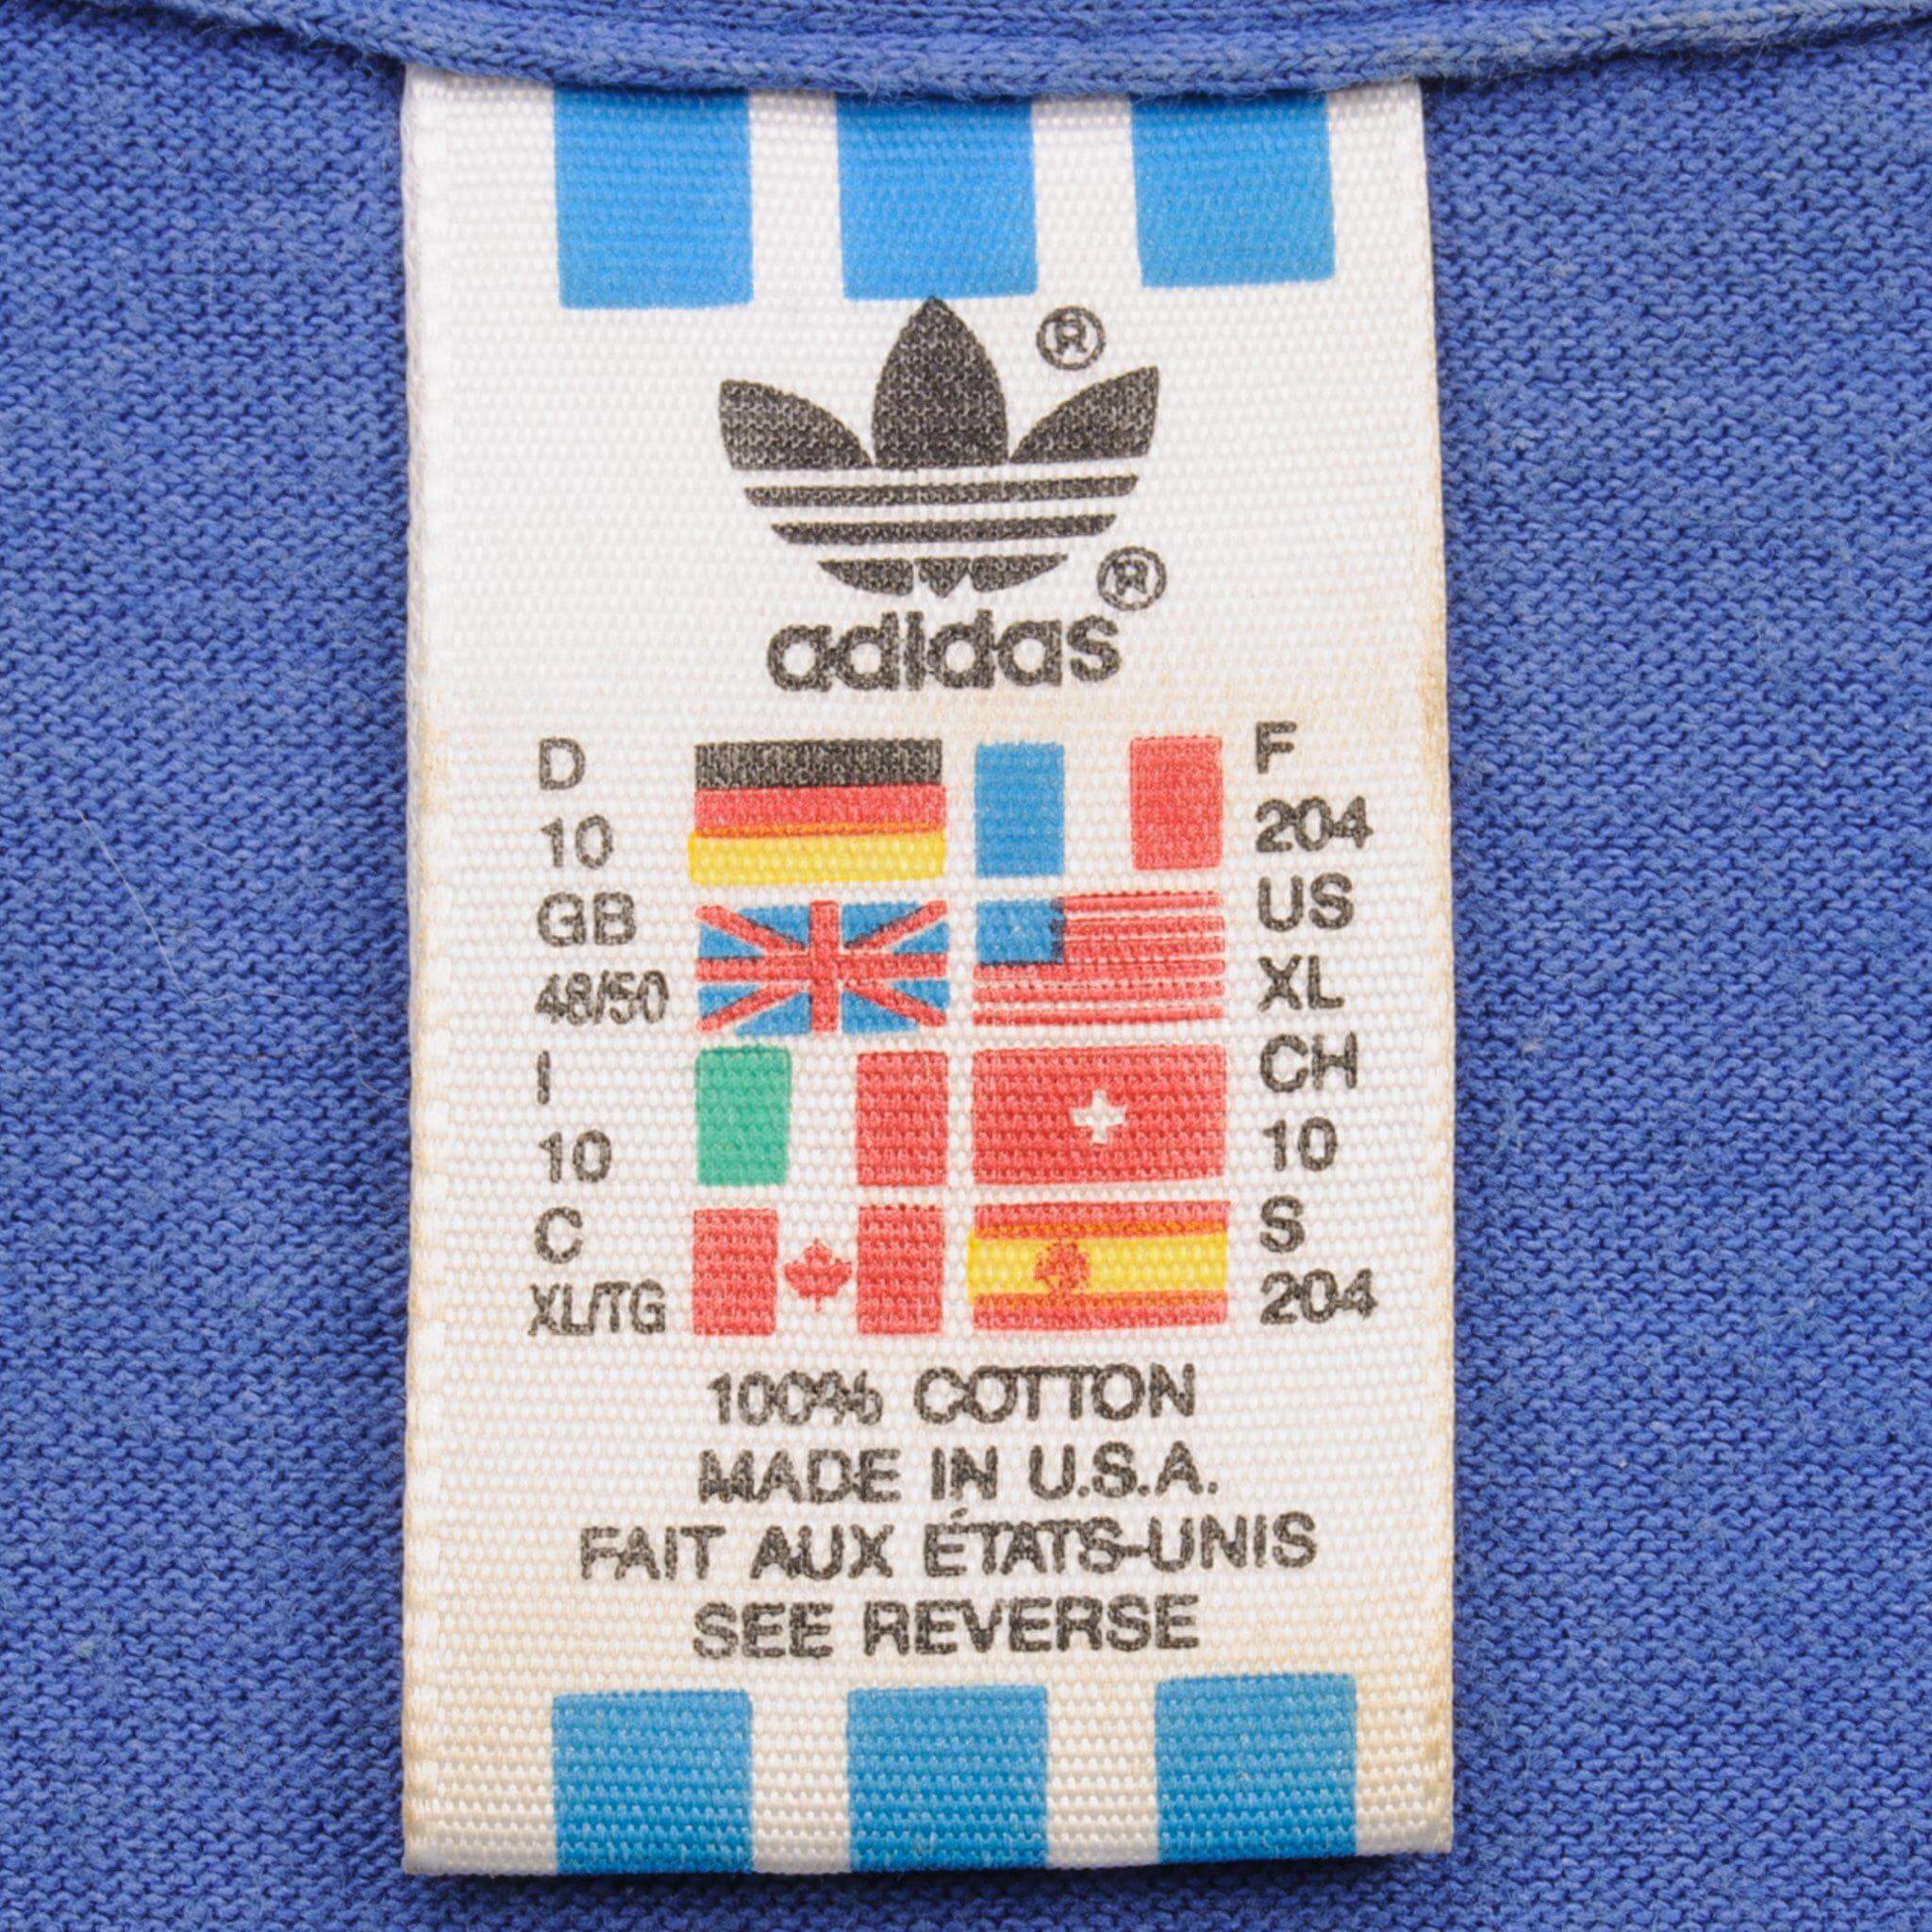 ®
adidas®
D F
10 204
GB US
48/50 XL
I CH
10 10
C S
XL/TG 204
100% COTTON
MADE IN U.S.A.
FAIT AUX ÉTATS-UNIS
SEE REVERSE